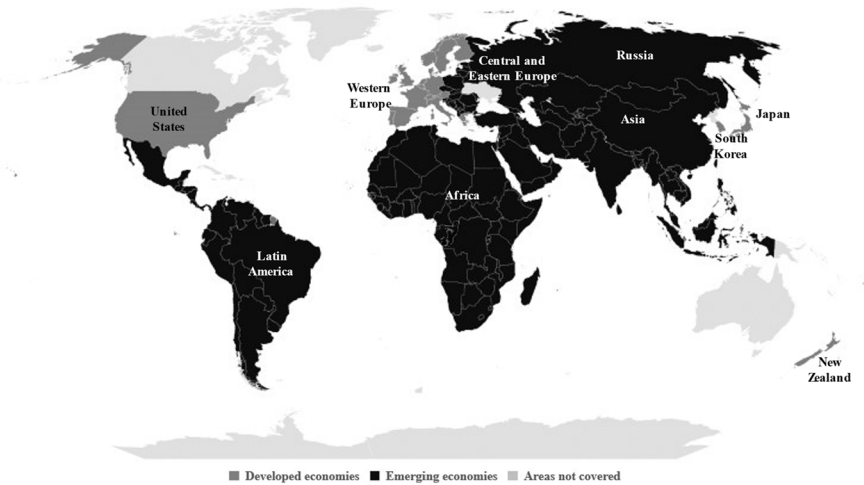 Central and
Eastern Europe
Russia
Western
Europe
United
States
Asia
Japan
South
Korea
Africa
Latin
America
New
Zealand
Developed economies Emerging economies Areas not covered